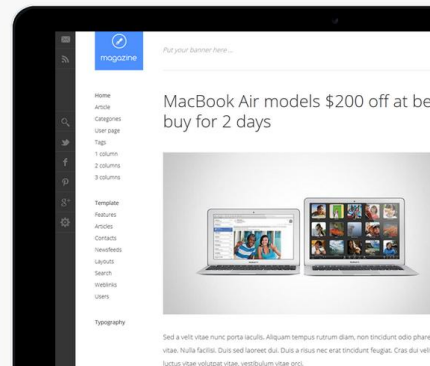 magazine
Put your banner here ...
Home
Article
Categories
User page
Tags
1 column
2 columns
3 columns
Template
Features
Articles
Contacts
Newsfeeds
Layouts
Search
Weblinks
Users
Typography
MacBook Air models $200 off at be
buy for 2 days
Sed a velit vitae nunc porta iaculis. Aliquam tempus rutrum diam, non tincidunt odio phare
vitae. Nulla facilisi. Duis sed laoreet dui. Duis a risus nec erat tincidunt feugiat. Cras dui veli
luctus vitae volutpat vitae, vestibulum vitae orci.